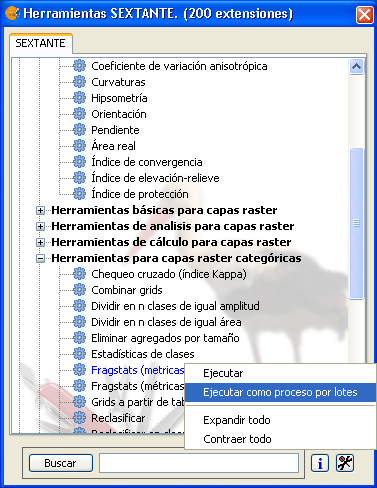 Herramientas SEXTANTE. (200 extensiones)
SEXTANTE
Coeficiente de variación anisotrópica
Curvaturas
Hipsometría
Orientación
Pendiente
Área real
Índice de convergencia
Índice de elevación-relieve
Índice de protección
Herramientas básicas para capas raster
Herramientas de analisis para capas raster
Herramientas de cálculo para capas raster
Herramientas para capas raster categóricas
Chequeo cruzado (índice Kappa)
Combinar grids
Dividir en n clases de igual amplitud
Dividir en n clases de igual área
Eliminar agregados por tamaño
Estadísticas de clases
Fragstats (metricas
Fragstats (métricas
Grids a partir de tab
Reclasificar
Ejecutar
Ejecutar como proceso por lotes
Expandir todo
Contraer todo
Buscar